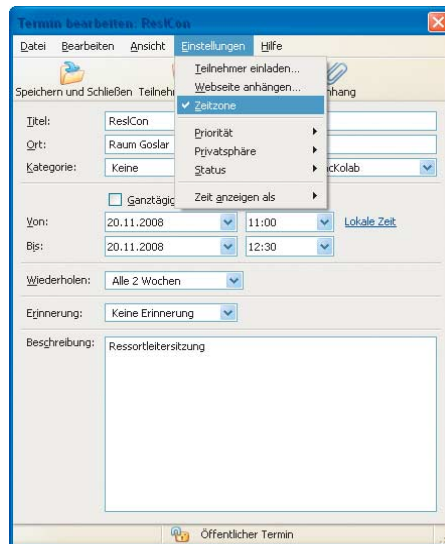 Termin bearbeiten: ReslCon
Datei Bearbeiten Ansicht Einstellungen Hilfe
Speichern und Schließen
Teilnehmer einladen...
Webseite anhängen...
Zeitzone
Priorität
Privatsphäre
Status
Zeit anzeigen als
Titel: ReslCon
Ort: Raum Goslar
Kategorie: Keine
Ganztägig
Von: 20.11.2008 11:00 Lokale Zeit
Bis: 20.11.2008 12:30
Wiederholen: Alle 2 Wochen
Erinnerung: Keine Erinnerung
Beschreibung: Ressortleitersitzung
Öffentlicher Termin